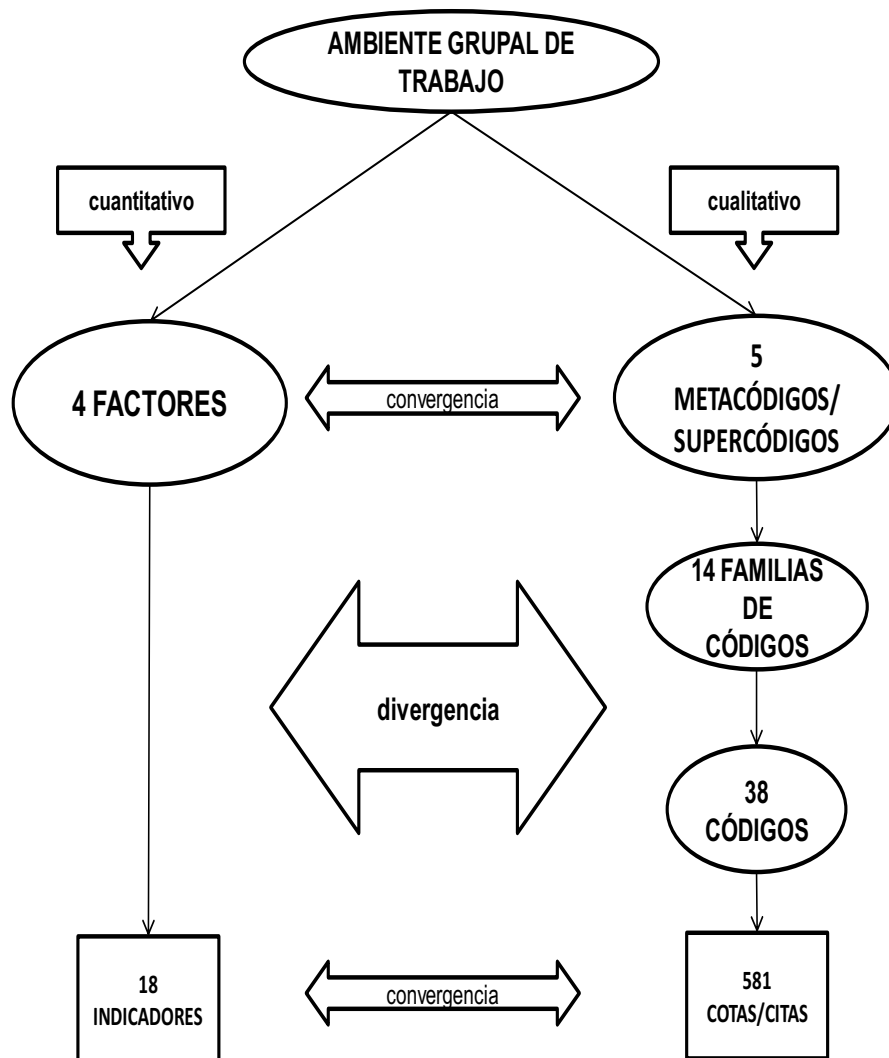 AMBIENTE GRUPAL DE
TRABAJO
cuantitativo
cualitativo
4 FACTORES
convergencia
5
METACÓDIGOS/
SUPERCÓDIGOS
14 FAMILIAS
DE
CÓDIGOS
divergencia
38
CÓDIGOS
18
INDICADORES
convergencia
581
COTAS/CITAS